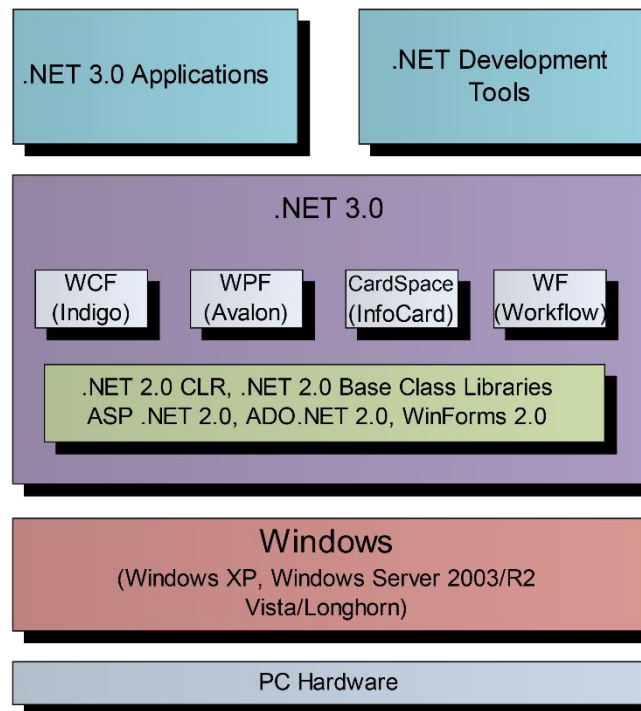 .NET 3.0 Applications
.NET Development
Tools
.NET 3.0
WCF
(Indigo)
WPF
(Avalon)
CardSpace
(InfoCard)
WF
(Workflow)
.NET 2.0 CLR, .NET 2.0 Base Class Libraries
ASP .NET 2.0, ADO.NET 2.0, WinForms 2.0
Windows
(Windows XP, Windows Server 2003/R2
Vista/Longhorn)
PC Hardware